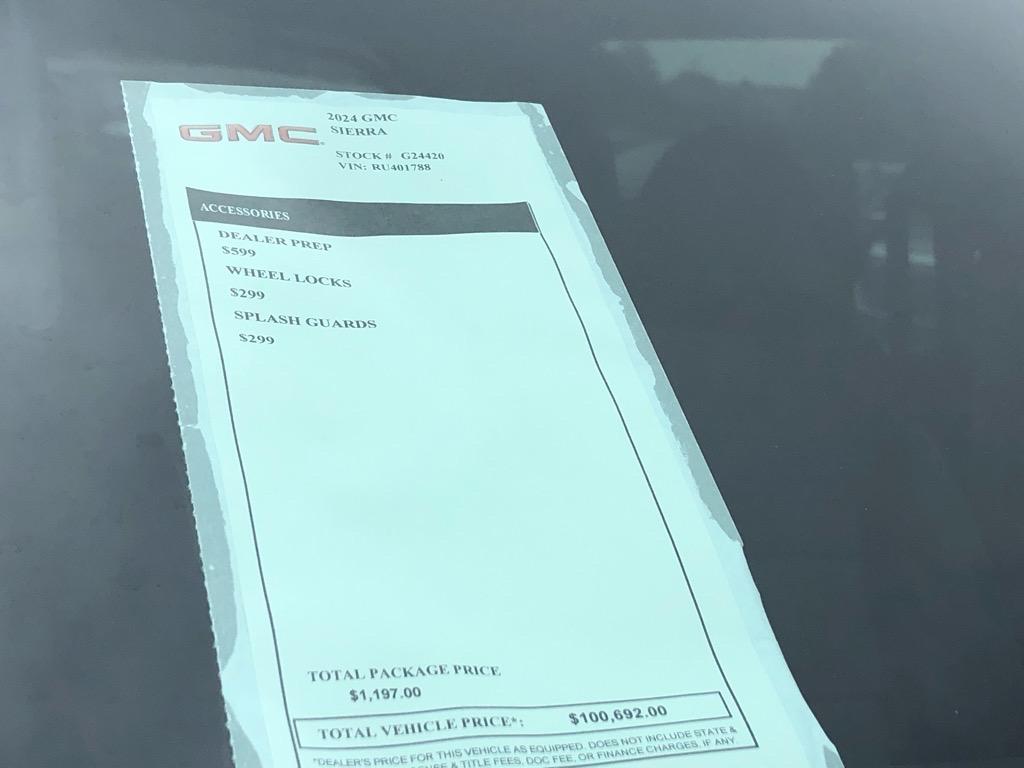 GMC
2024 GMC
SIERRA
STOCK # G24420
VIN: RU401788
ACCESSORIES
DEALER PREP
$599
WHEEL LOCKS
$299
SPLASH GUARDS
$299
TOTAL PACKAGE PRICE
$1,197.00
TOTAL VEHICLE PRICE*: $100,692.00
*DEALER'S PRICE FOR THIS VEHICLE AS EQUIPPED. DOES NOT INCLUDE STATE &
& TITLE FEES, DOC FEE, OR FINANCE CHARGES, IF ANY